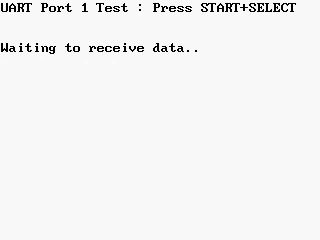 UART Port 1 Test : Press START+SELECT
Waiting to receive data..